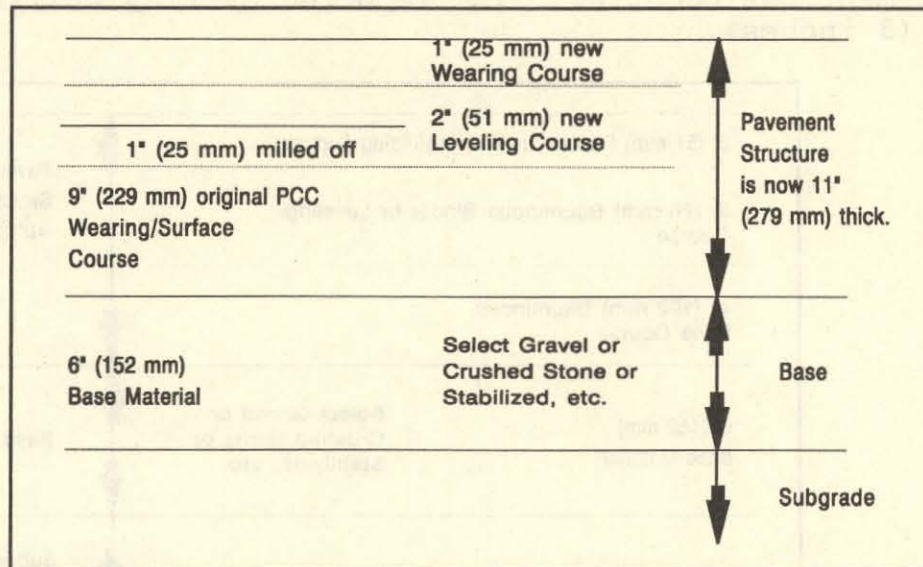 1" (25 mm) new
Wearing Course
2" (51 mm) new
Leveling Course
1" (25 mm) milled off
9" (229 mm) original PCC
Wearing/Surface
Course
Pavement
Structure
is now 11"
(279 mm) thick.
6" (152 mm)
Base Material
Select Gravel or
Crushed Stone or
Stabilized, etc.
Base
Subgrade